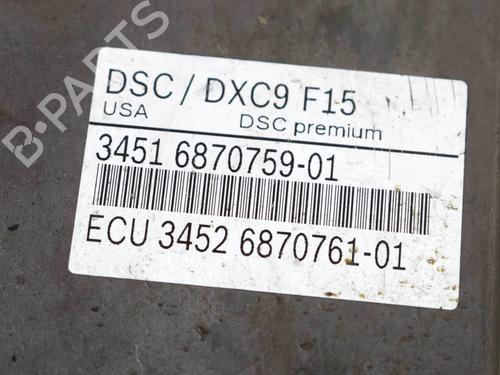 B·PARTS
DSC / DXC9 F15
USA DSC premium
3451 6870759-01
ECU 3452 6870761-01